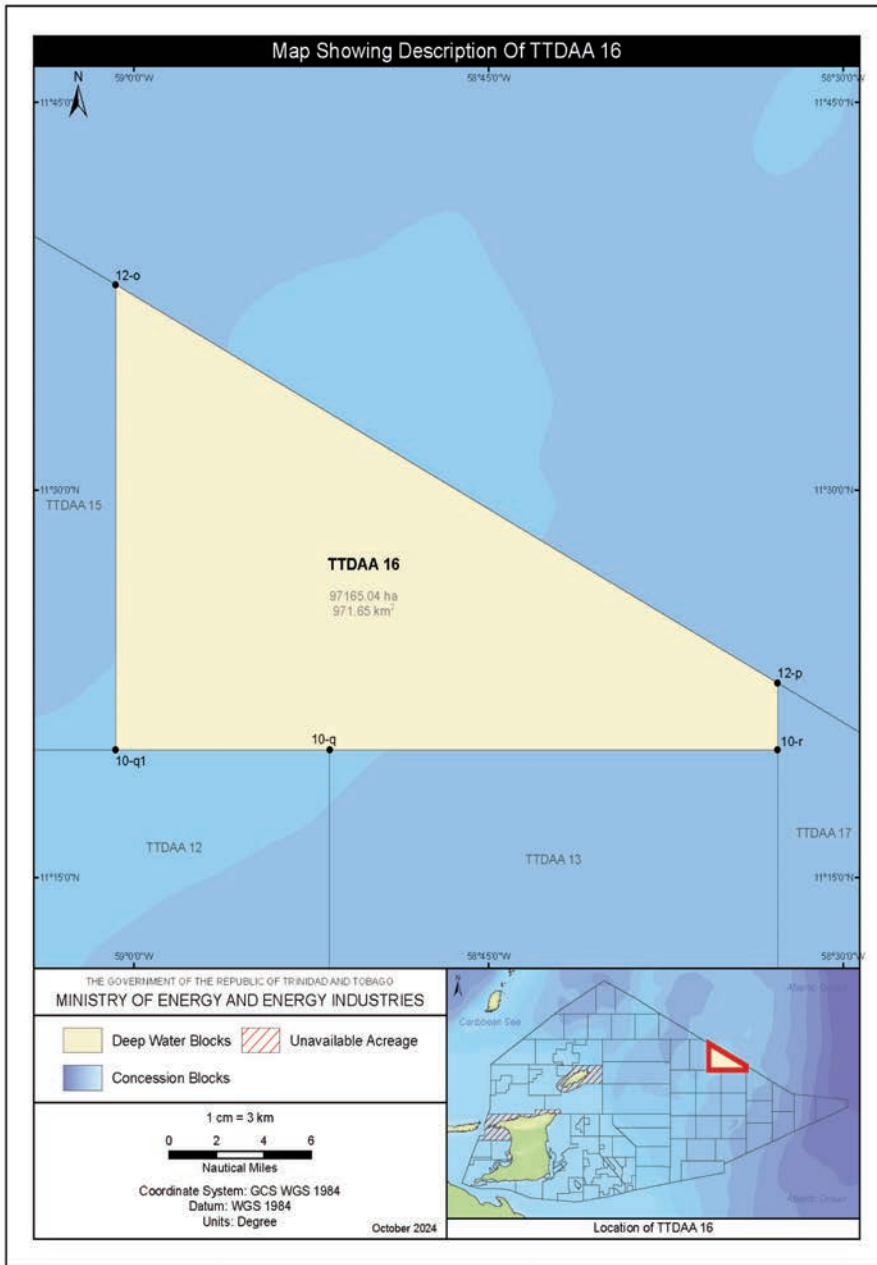 Map Showing Description Of TTDAA 16
N
59°0'0"W
58°45'0"W
58°30'0"W
11°45'0"N
11°45'0"N
12-o
11°30'0"N
11°30'0"N
TTDAA 15
TTDAA 16
97165.04 ha
971.65 km²
12-p
10-q1
10-q
10-r
TTDAA 12
TTDAA 13
TTDAA 17
11°15'0"N
11°15'0"N
59°0'0"W
58°45'0"W
58°30'0"W
THE GOVERNMENT OF THE REPUBLIC OF TRINIDAD AND TOBAGO
MINISTRY OF ENERGY AND ENERGY INDUSTRIES
Deep Water Blocks
Unavailable Acreage
Concession Blocks
1 cm = 3 km
0 2 4 6
Nautical Miles
Coordinate System: GCS WGS 1984
Datum: WGS 1984
Units: Degree
October 2024
N
Caribbean Sea
Atlantic Ocean
Atlantic Ocean
Location of TTDAA 16